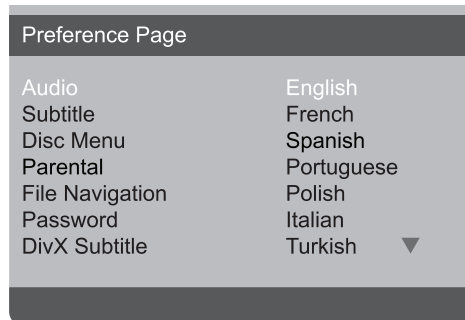 Preference Page
Audio English
Subtitle French
Disc Menu Spanish
Parental Portuguese
File Navigation Polish
Password Italian
DivX Subtitle Turkish